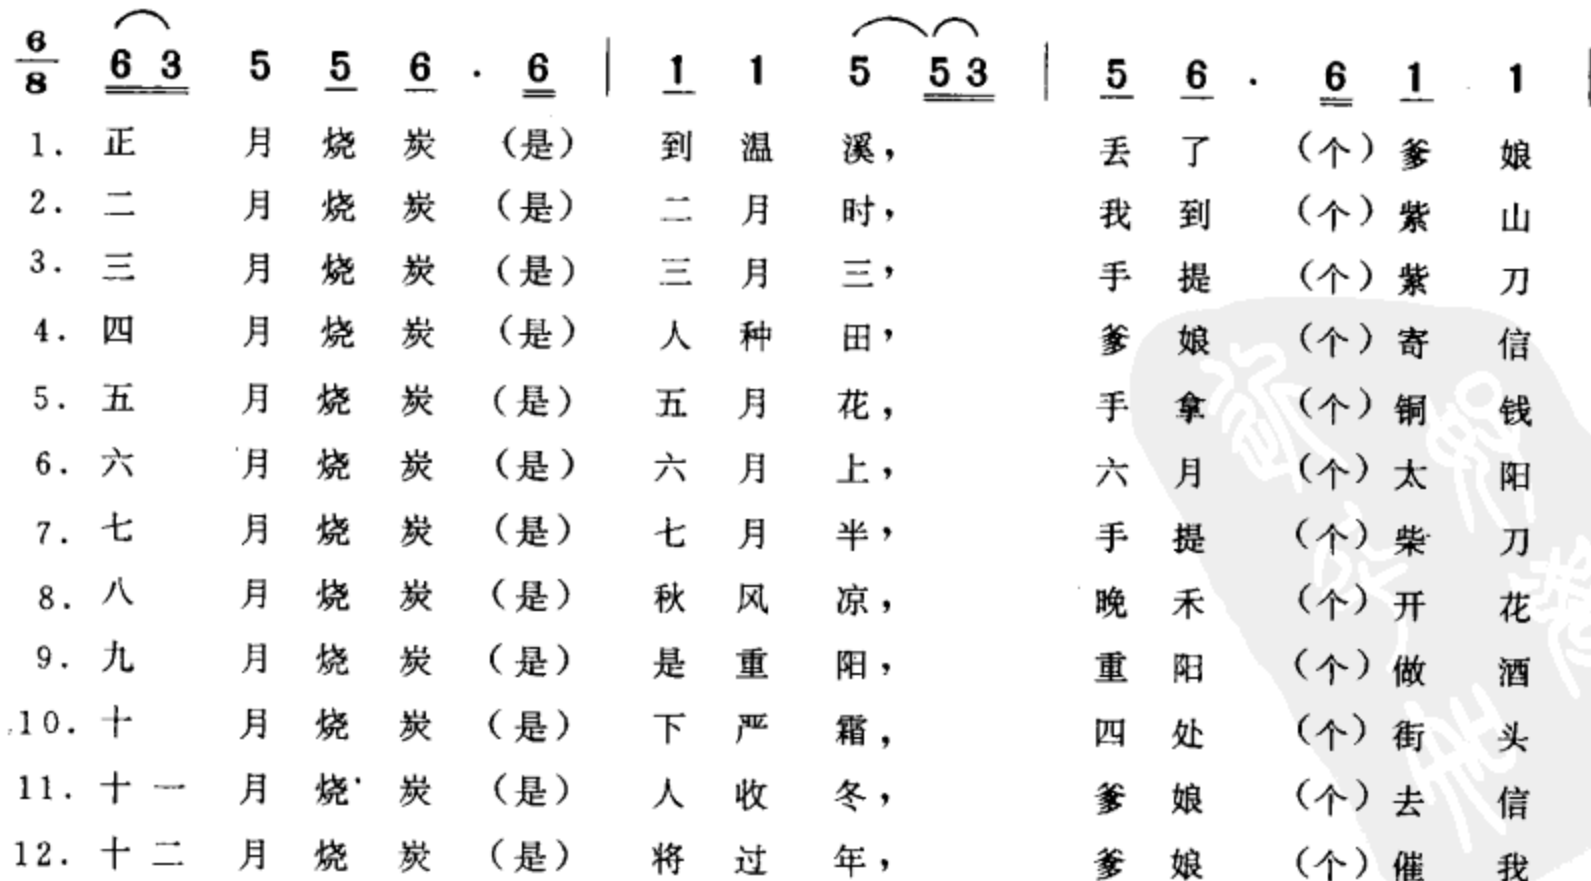 6/8 6 3 5 5 6 . 6 | 1 1 5 5 3 | 5 6 . 6 1 1
1. 正 月 烧 炭 (是) 到 温 溪, 丢 了 (个) 爹 娘
2. 二 月 烧 炭 (是) 二 月 时, 我 到 (个) 紫 山
3. 三 月 烧 炭 (是) 三 月 三, 手 提 (个) 紫 刀
4. 四 月 烧 炭 (是) 人 种 田, 爹 娘 (个) 寄 信
5. 五 月 烧 炭 (是) 五 月 花, 手 拿 (个) 铜 钱
6. 六 月 烧 炭 (是) 六 月 上, 六 月 (个) 太 阳
7. 七 月 烧 炭 (是) 七 月 半, 手 提 (个) 柴 刀
8. 八 月 烧 炭 (是) 秋 风 凉, 晚 禾 (个) 开 花
9. 九 月 烧 炭 (是) 是 重 阳, 重 阳 (个) 做 酒
10. 十 月 烧 炭 (是) 下 严 霜, 四 处 (个) 街 头
11. 十 一 月 烧 炭 (是) 人 收 冬, 爹 娘 (个) 去 信
12. 十 二 月 烧 炭 (是) 将 过 年, 爹 娘 (个) 催 我